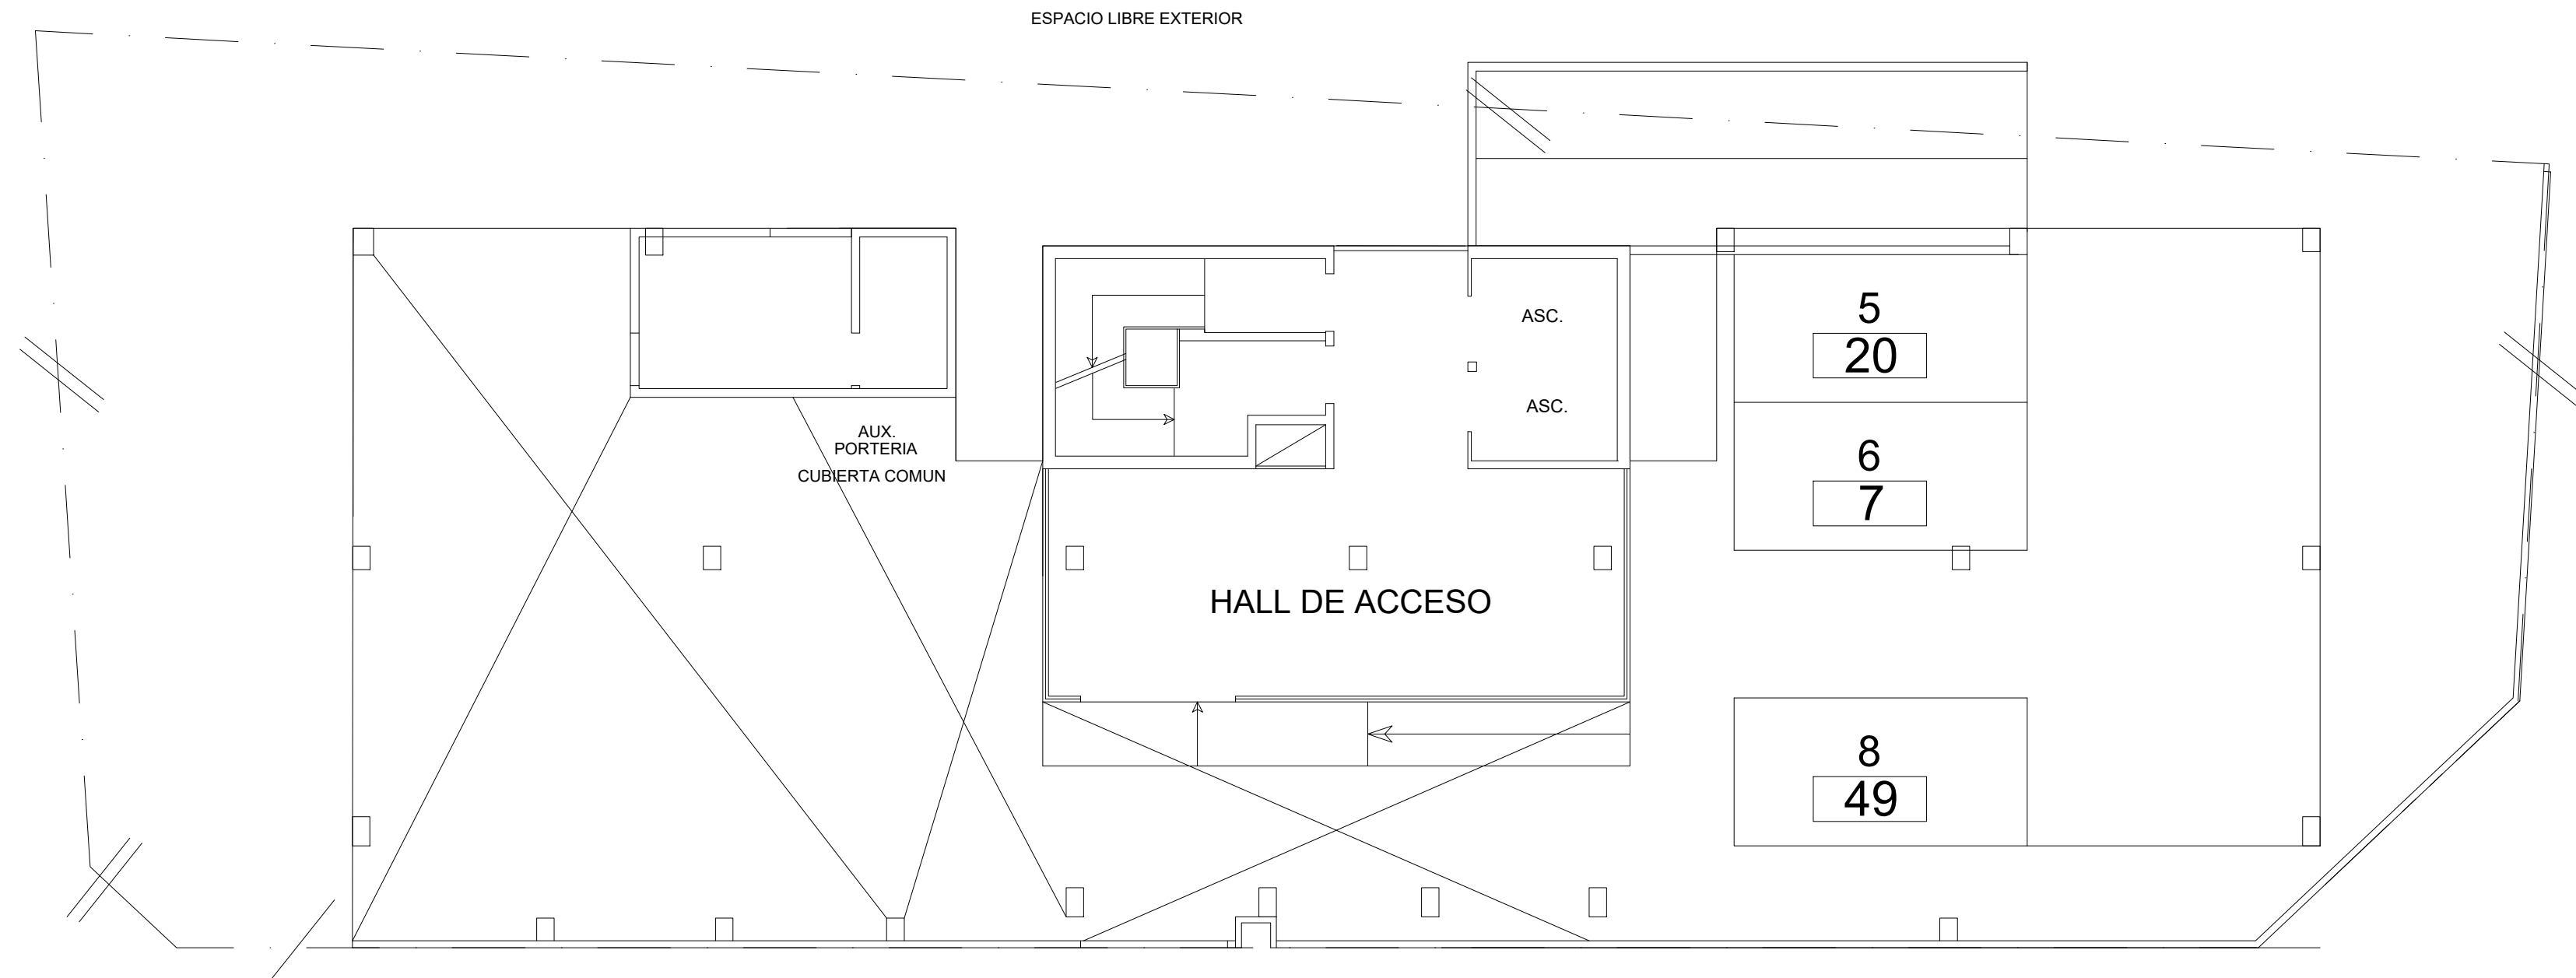 ESPACIO LIBRE EXTERIOR
ASC.
ASC.
AUX.
PORTERIA
CUBIERTA COMUN
HALL DE ACCESO
5
20
6
7
8
49